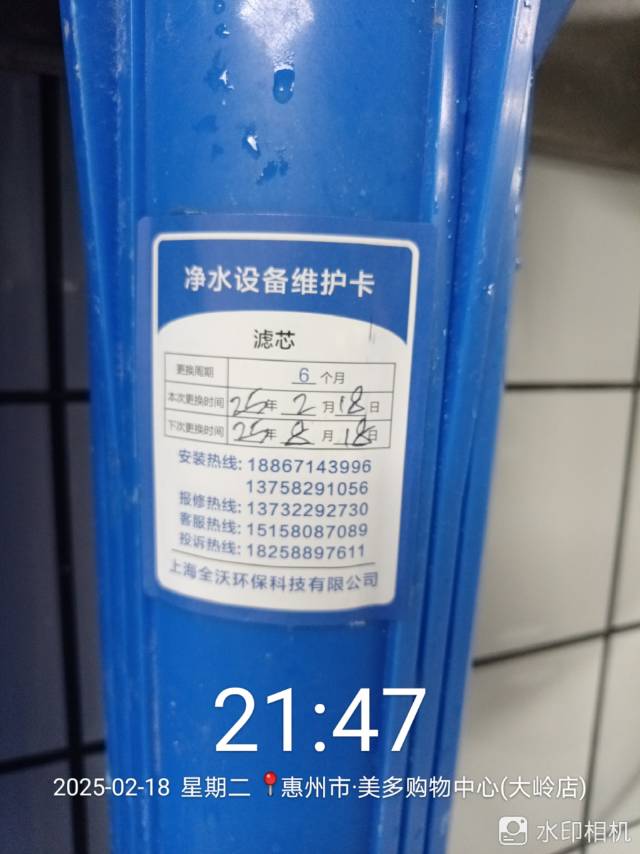 净水设备维护卡
滤芯
更换周期 6 个月
本次更换时间 25年 2 月 18 日
下次更换时间 25年 8 月 18 日
安装热线: 18867143996
13758291056
报修热线: 13732292730
客服热线: 15158087089
投诉热线: 18258897611
上海全沃环保科技有限公司
21:47
2025-02-18 星期二 📍惠州市·美多购物中心(大岭店)
水印相机